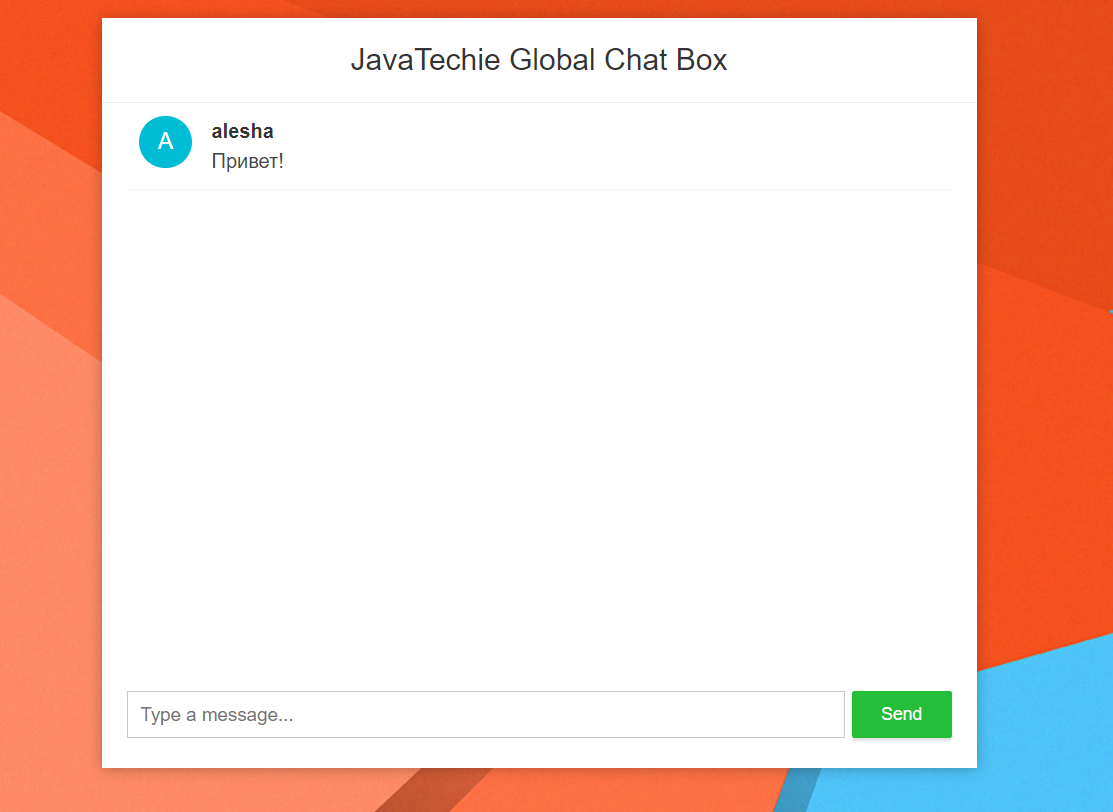 JavaTechie Global Chat Box
A
alesha
Привет!
Type a message...
Send